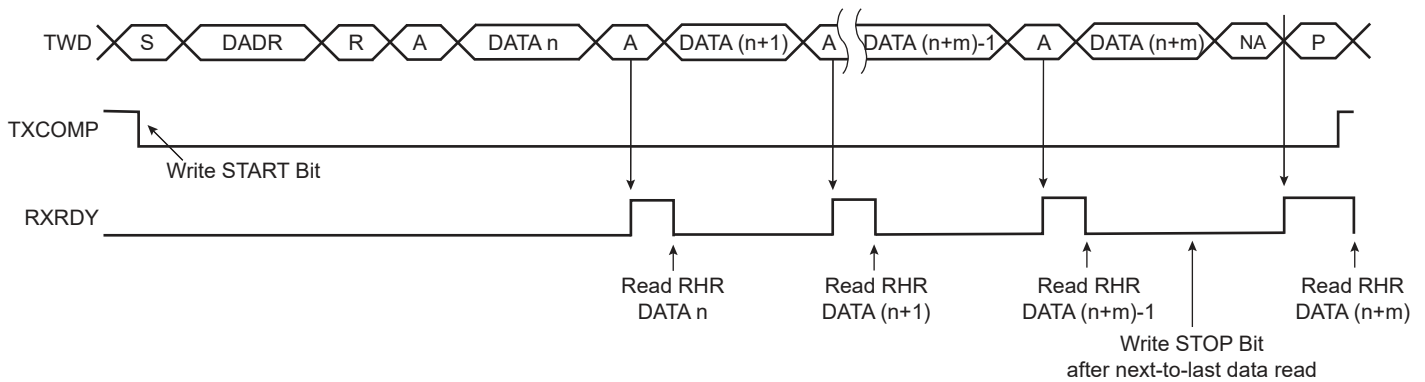 TWD S DADR R A DATA n A DATA (n+1) A DATA (n+m)-1 A DATA (n+m) NA P
TXCOMP
Write START Bit
RXRDY
Read RHR Read RHR Read RHR Read RHR
DATA n DATA (n+1) DATA (n+m)-1 DATA (n+m)
Write STOP Bit
after next-to-last data read